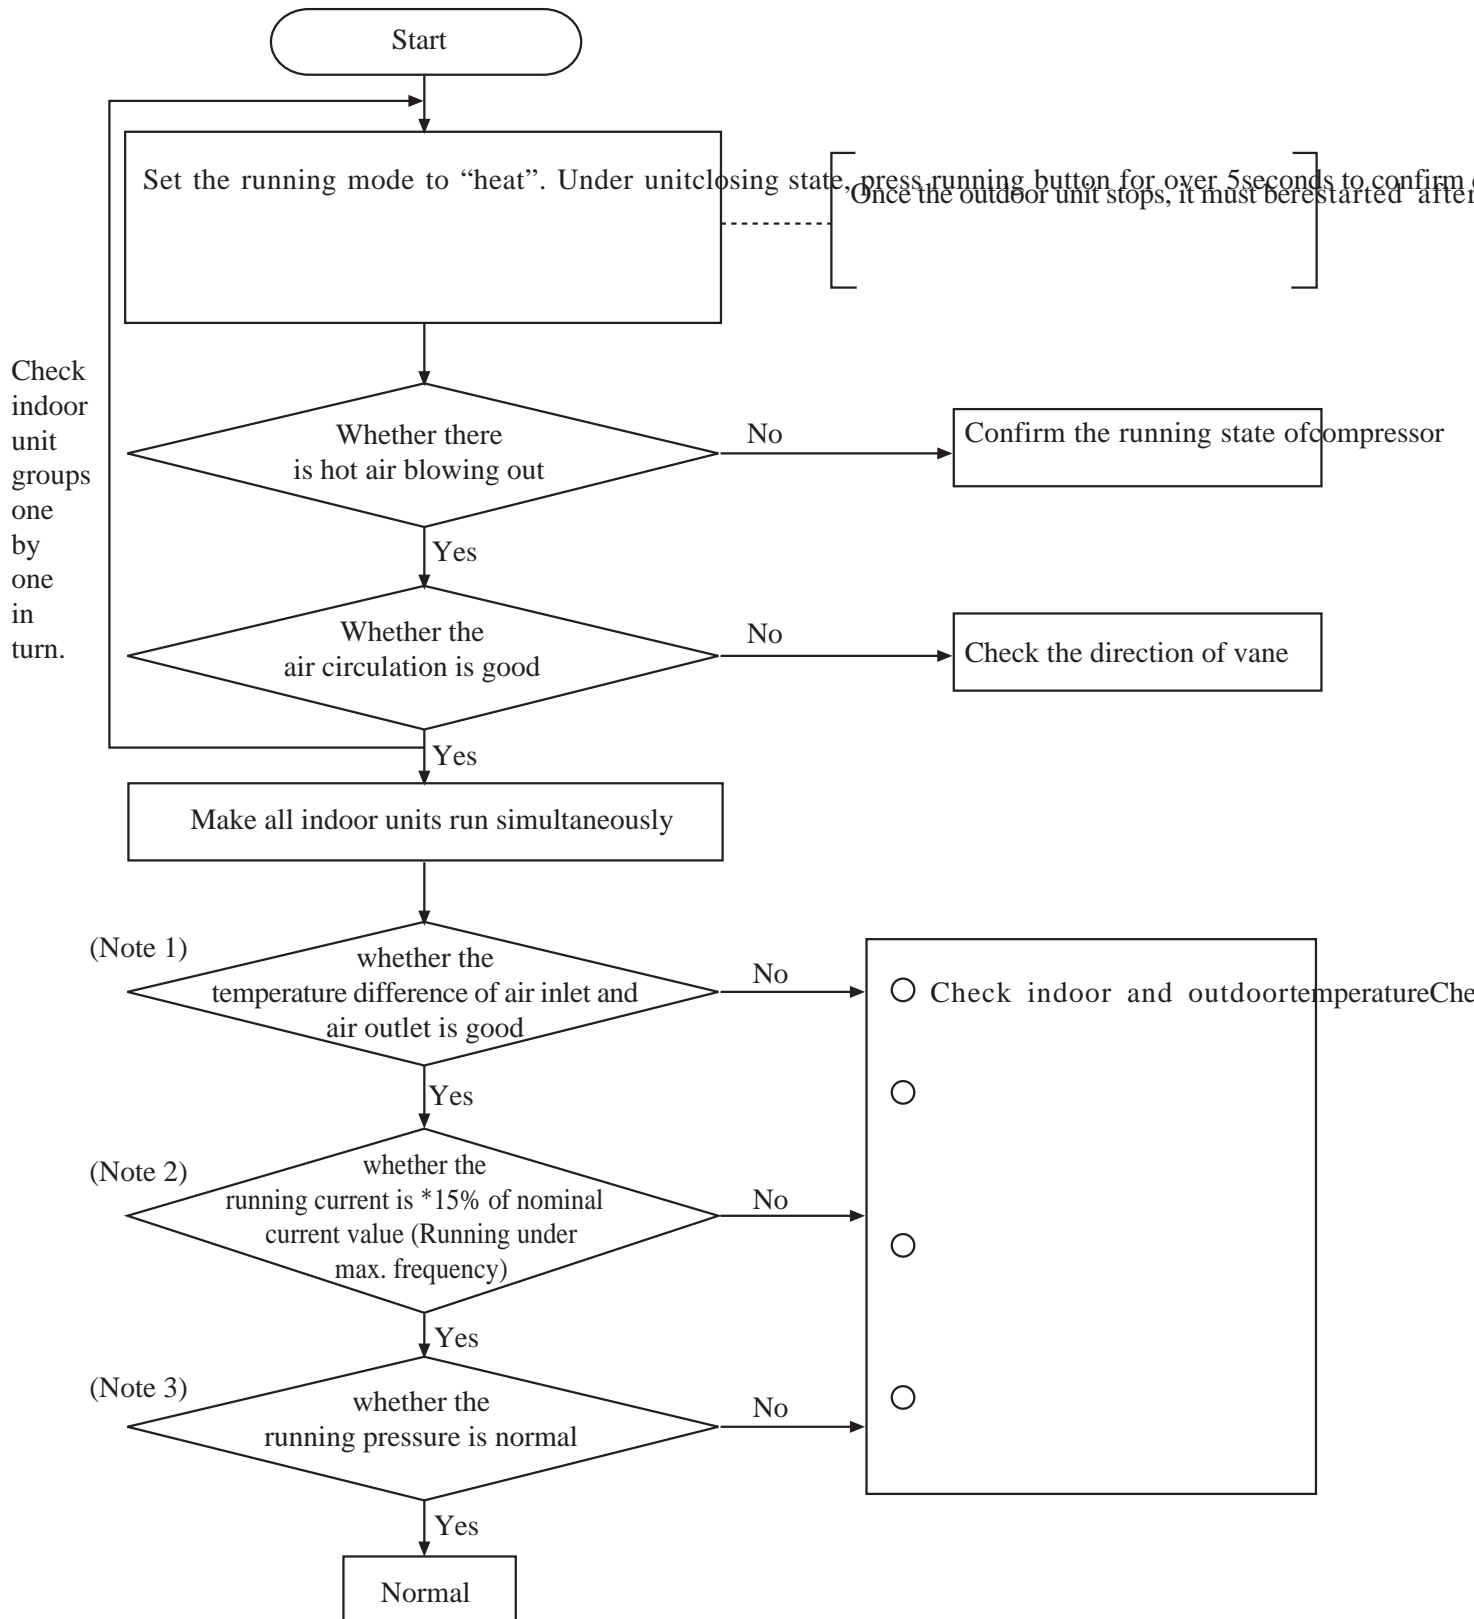 Start
Set the running mode to “heat”. Under unitclosing state, press running button for over 5seconds to confirm
Once the outdoor unit stops, it must berestarted after
Check
indoor
unit
groups
one
by
one
in
turn.
Whether there
is hot air blowing out
No
Confirm the running state ofcompressor
Yes
Whether the
air circulation is good
No
Check the direction of vane
Yes
Make all indoor units run simultaneously
(Note 1)
whether the
temperature difference of air inlet and
air outlet is good
No
Check indoor and outdoortemperatureChe
Yes
(Note 2)
whether the
running current is *15% of nominal
current value (Running under
max. frequency)
No
Yes
(Note 3)
whether the
running pressure is normal
No
Yes
Normal